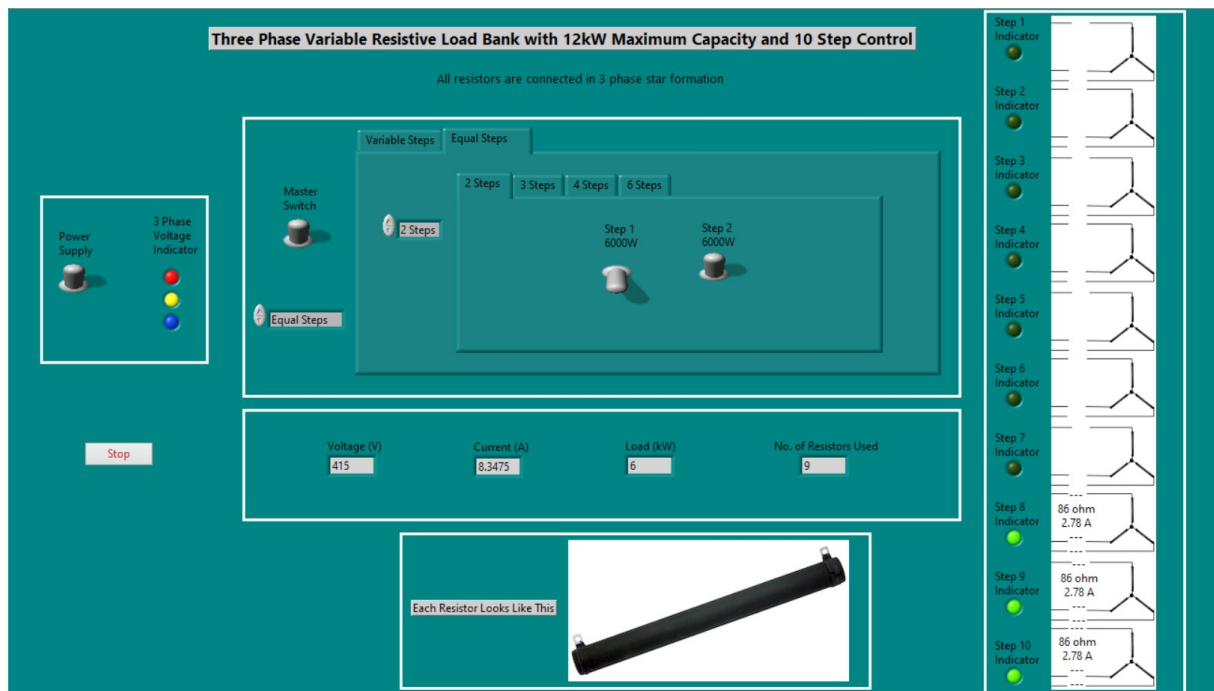 Three Phase Variable Resistive Load Bank with 12kW Maximum Capacity and 10 Step Control
All resistors are connected in 3 phase star formation
Power
Supply
3 Phase
Voltage
Indicator
Master
Switch
Equal Steps
Variable Steps
Equal Steps
2 Steps
2 Steps
3 Steps
4 Steps
6 Steps
Step 1
6000W
Step 2
6000W
Stop
Voltage (V)
415
Current (A)
8.3475
Load (kW)
6
No. of Resistors Used
9
Each Resistor Looks Like This
Step 1
Indicator
Step 2
Indicator
Step 3
Indicator
Step 4
Indicator
Step 5
Indicator
Step 6
Indicator
Step 7
Indicator
Step 8
Indicator
86 ohm
2.78 A
Step 9
Indicator
86 ohm
2.78 A
Step 10
Indicator
86 ohm
2.78 A